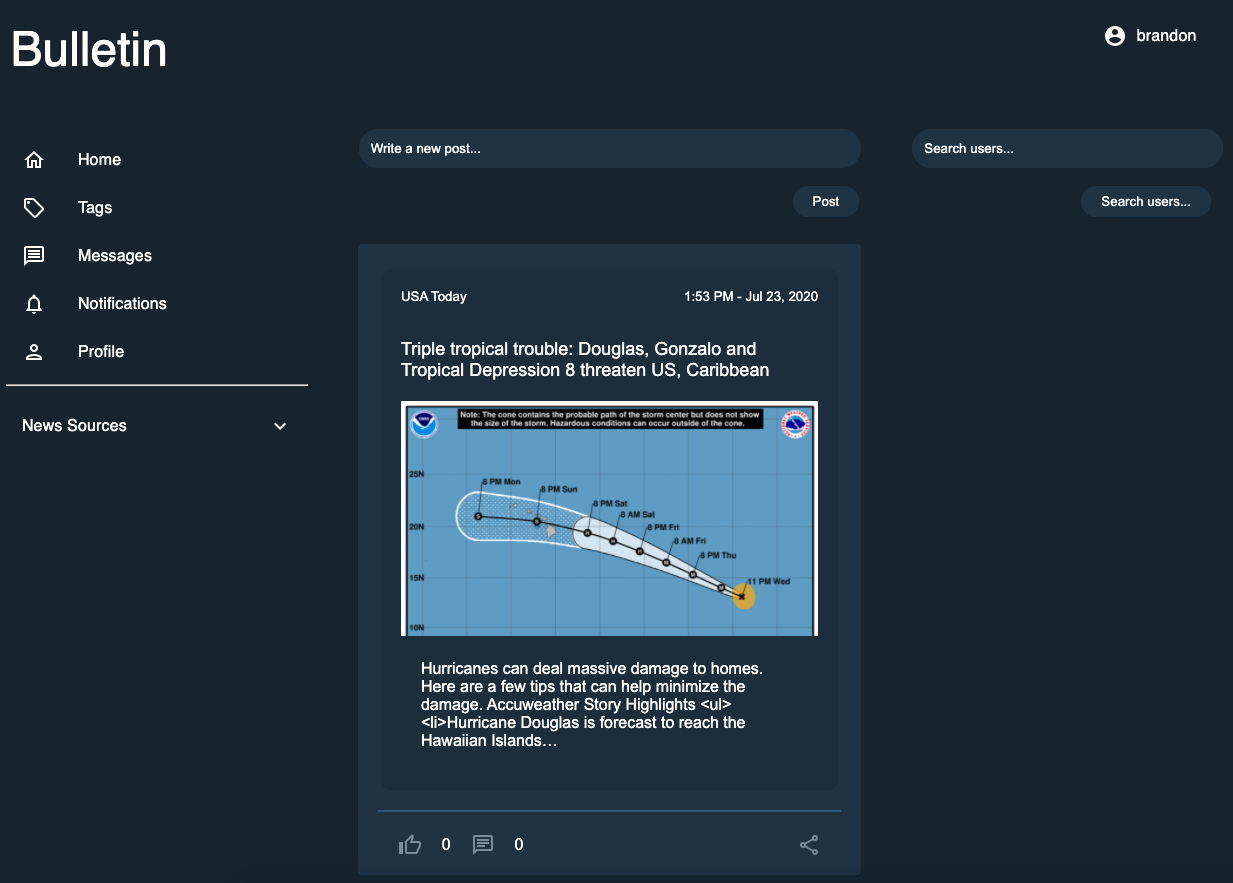 Bulletin
brandon
Home
Tags
Messages
Notifications
Profile
News Sources
Write a new post...
Post
Search users...
Search users...
USA Today
1:53 PM - Jul 23, 2020
Triple tropical trouble: Douglas, Gonzalo and
Tropical Depression 8 threaten US, Caribbean
Note: The cone contains the probable path of the storm center but does not show
the size of the storm. Hazardous conditions can occur outside of the cone.
25N
20N
15N
10N
8 PM Mon
8 PM Sun
8 PM Sat
8 AM Sat
8 PM Fri
8 AM Fri
8 PM Thu
11 PM Wed
S
S
H
H
H
H
M
M
Hurricanes can deal massive damage to homes.
Here are a few tips that can help minimize the
damage. Accuweather Story Highlights <ul>
<li>Hurricane Douglas is forecast to reach the
Hawaiian Islands…
0
0